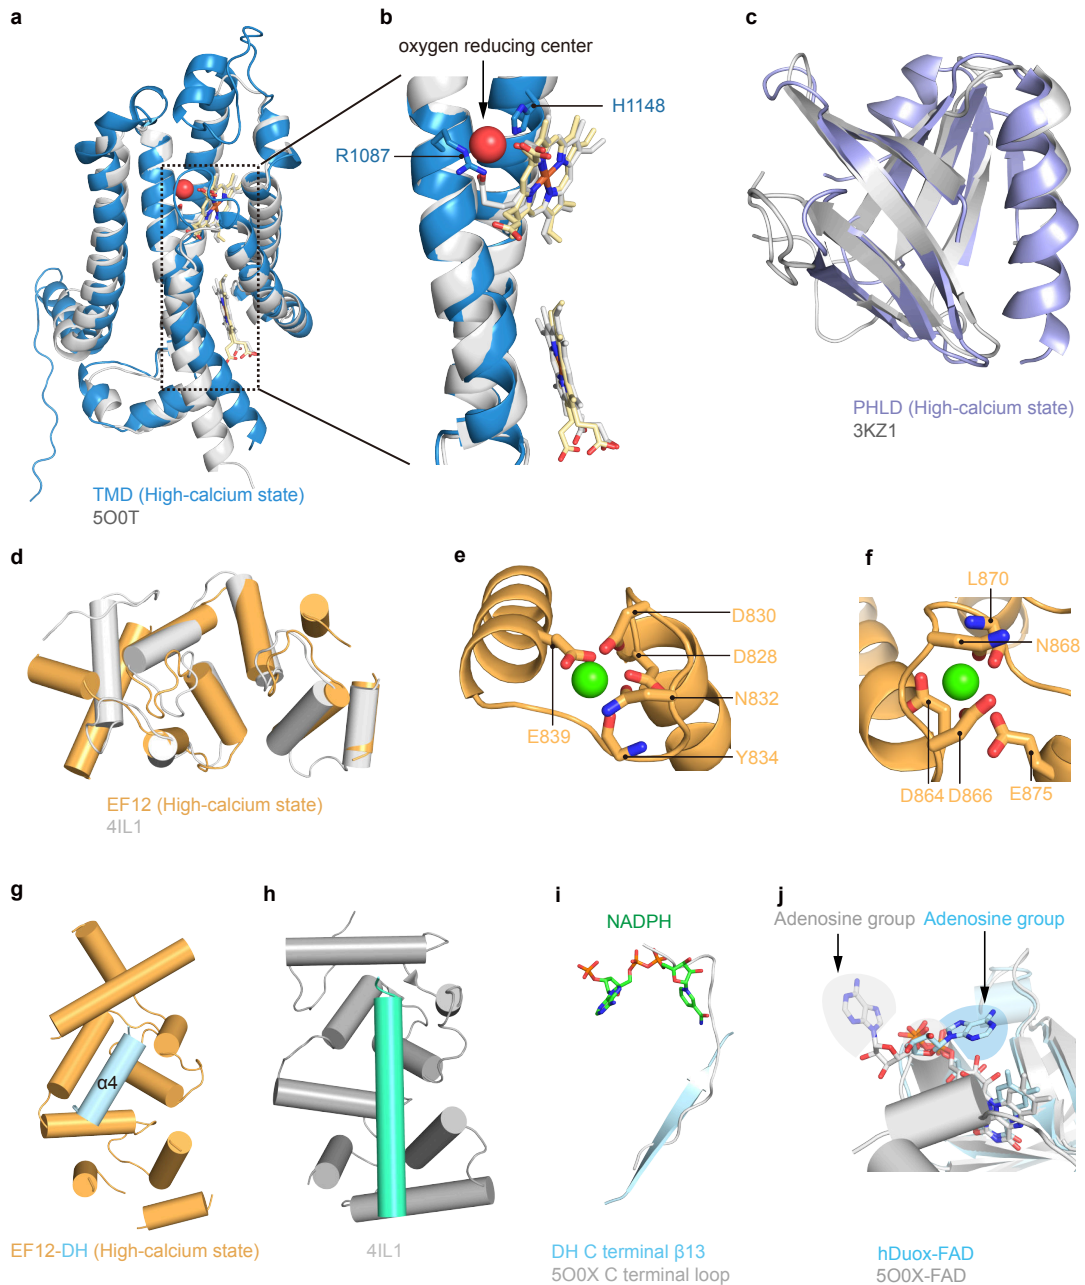 a
b
oxygen reducing center
H1148
R1087
TMD (High-calcium state)
5O0T
c
PHLD (High-calcium state)
3KZ1
d
EF12 (High-calcium state)
4IL1
e
D830
D828
N832
E839
Y834
f
L870
N868
D864
D866
E875
g
α4
EF12-DH (High-calcium state)
h
4IL1
i
NADPH
DH C terminal β13
5O0X C terminal loop
j
Adenosine group
Adenosine group
hDuox-FAD
5O0X-FAD